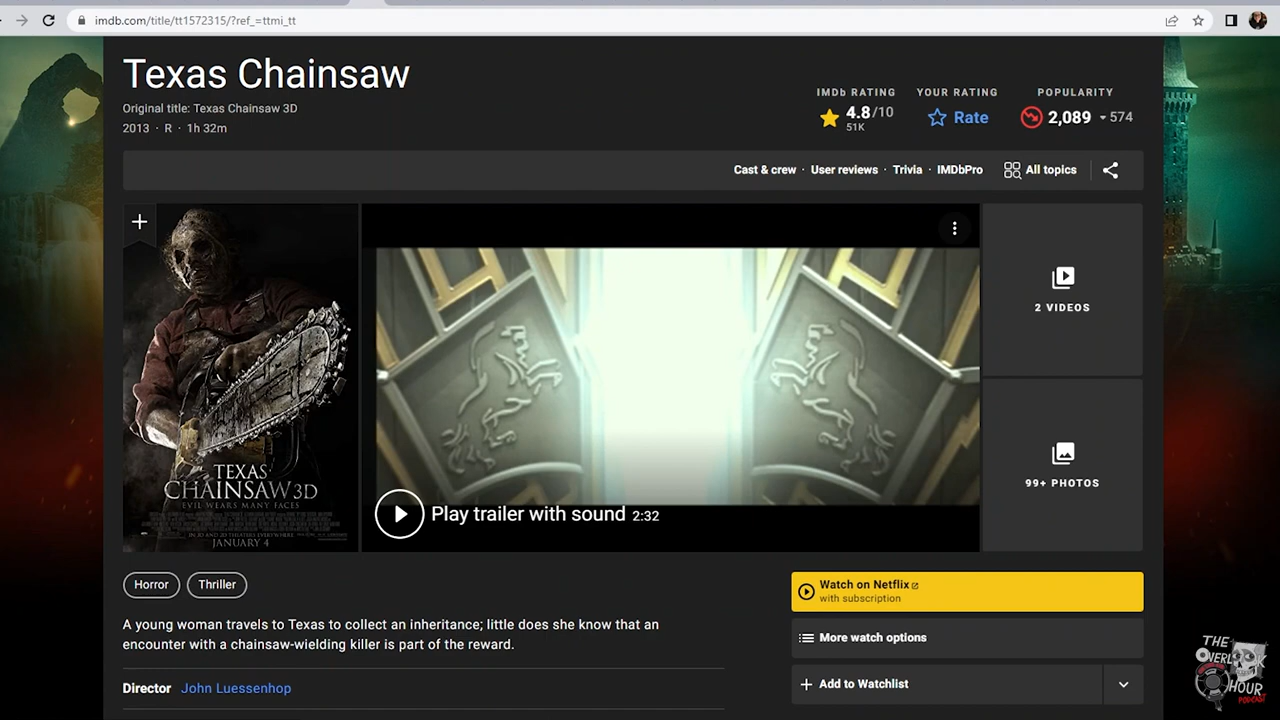 imdb.com/title/tt1572315/?ref_=ttmi_tt
Texas Chainsaw
Original title: Texas Chainsaw 3D
2013 · R · 1h 32m
IMDb RATING
4.8/10
51K
YOUR RATING
Rate
POPULARITY
2,089
574
Cast & crew · User reviews · Trivia · IMDbPro
All topics
TEXAS
CHAINSAW 3D
EVIL WEARS MANY FACES
JANUARY 4
Play trailer with sound 2:32
2 VIDEOS
99+ PHOTOS
Horror
Thriller
A young woman travels to Texas to collect an inheritance; little does she know that an
encounter with a chainsaw-wielding killer is part of the reward.
Director John Luessenhop
Watch on Netflix
with subscription
More watch options
Add to Watchlist
THE
OVERLOOK
HOUR
PODCAST